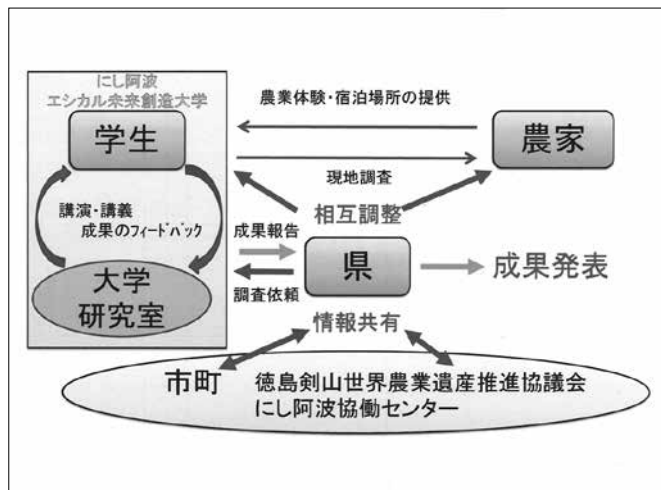 にし阿波
エシカル未来創造大学
学生
農業体験・宿泊場所の提供
農家
現地調査
相互調整
講演・講義
成果のフィードバック
成果報告
県
成果発表
大学
研究室
調査依頼
情報共有
市町
徳島剣山世界農業遺産推進協議会
にし阿波協働センター